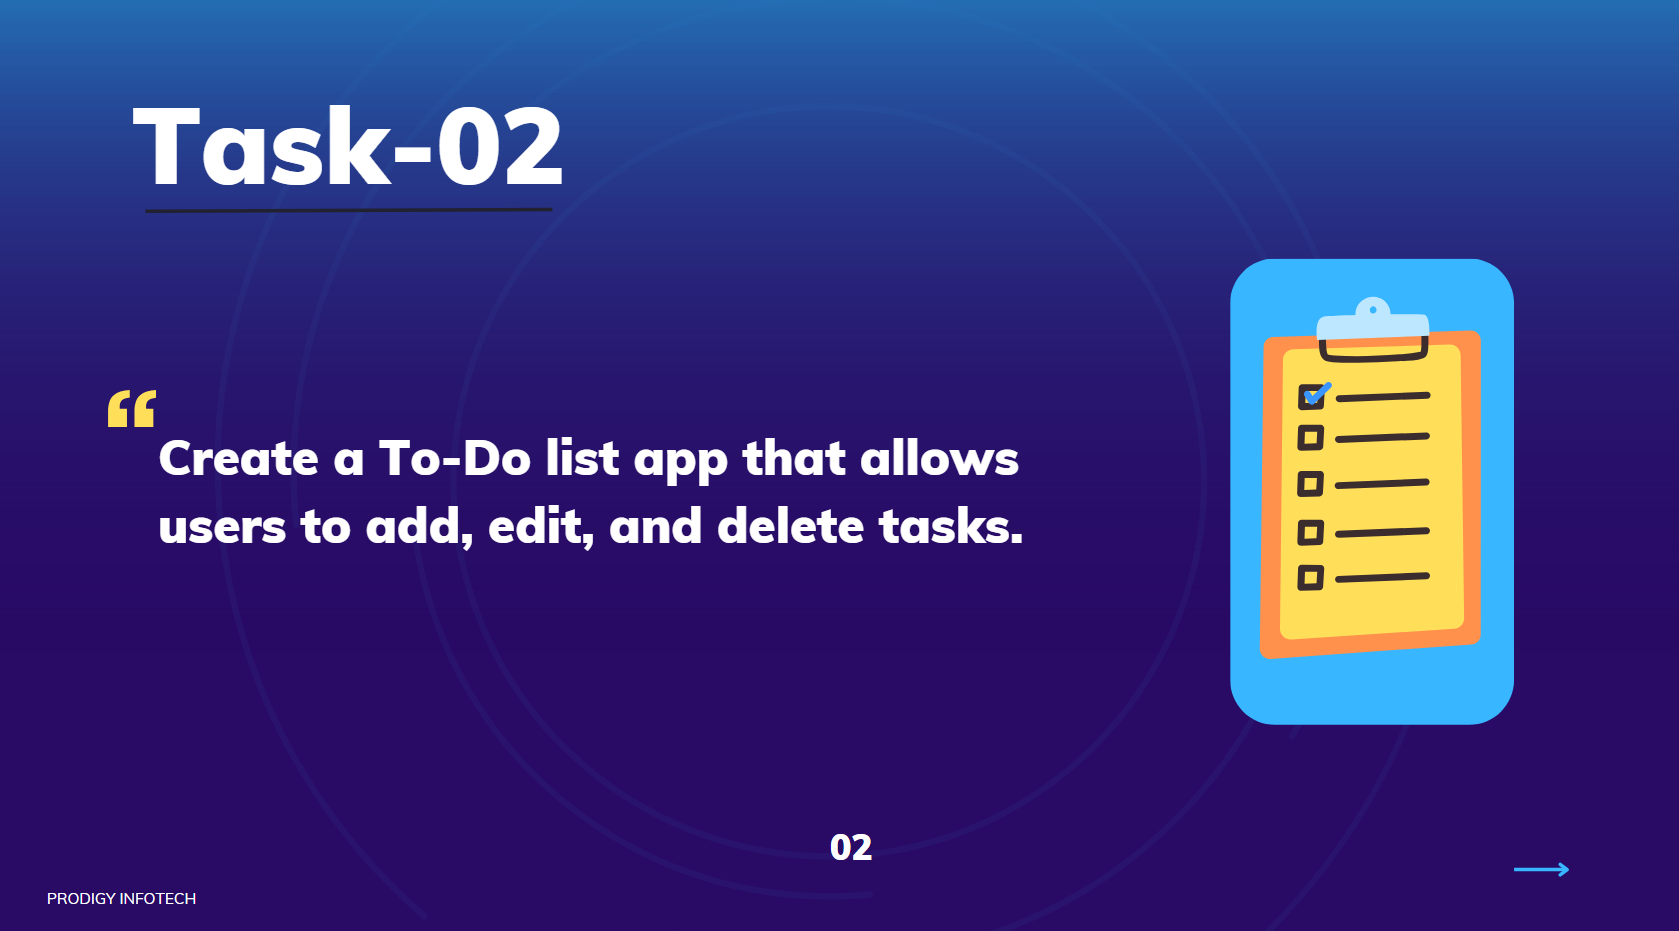 Task-02
“
Create a To-Do list app that allows
users to add, edit, and delete tasks.
02
PRODIGY INFOTECH